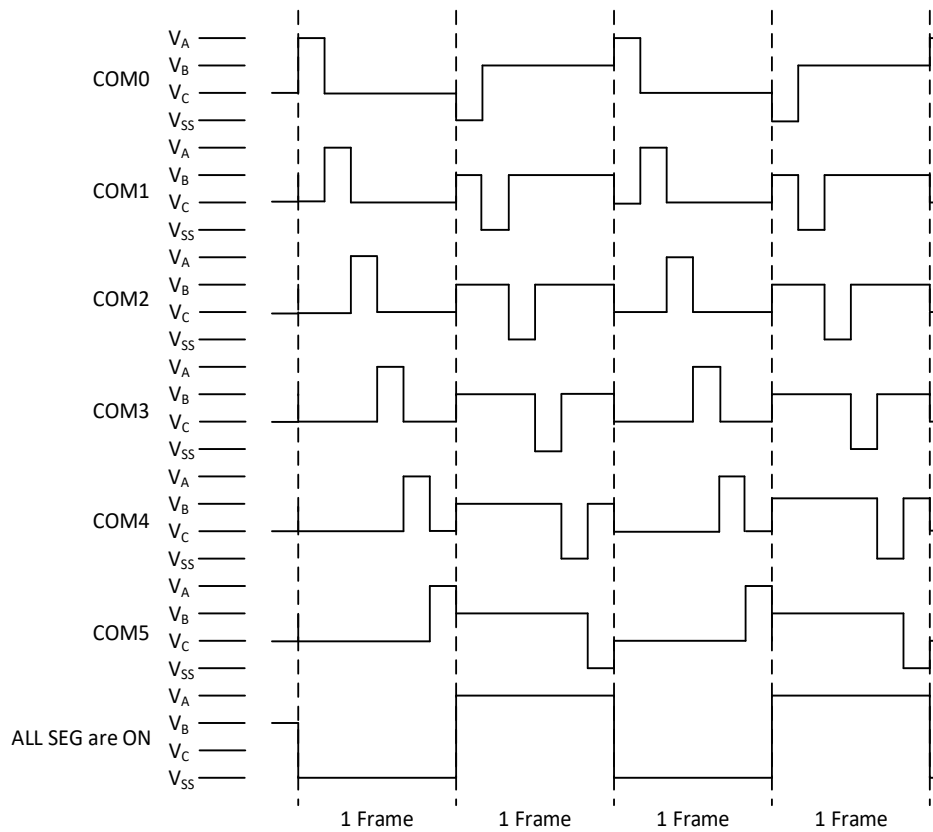 V_A
V_B
COM0
V_C
V_SS
V_A
V_B
COM1
V_C
V_SS
V_A
V_B
COM2
V_C
V_SS
V_A
V_B
COM3
V_C
V_SS
V_A
V_B
COM4
V_C
V_SS
V_A
V_B
COM5
V_C
V_SS
V_A
V_B
ALL SEG are ON
V_C
V_SS
1 Frame 1 Frame 1 Frame 1 Frame